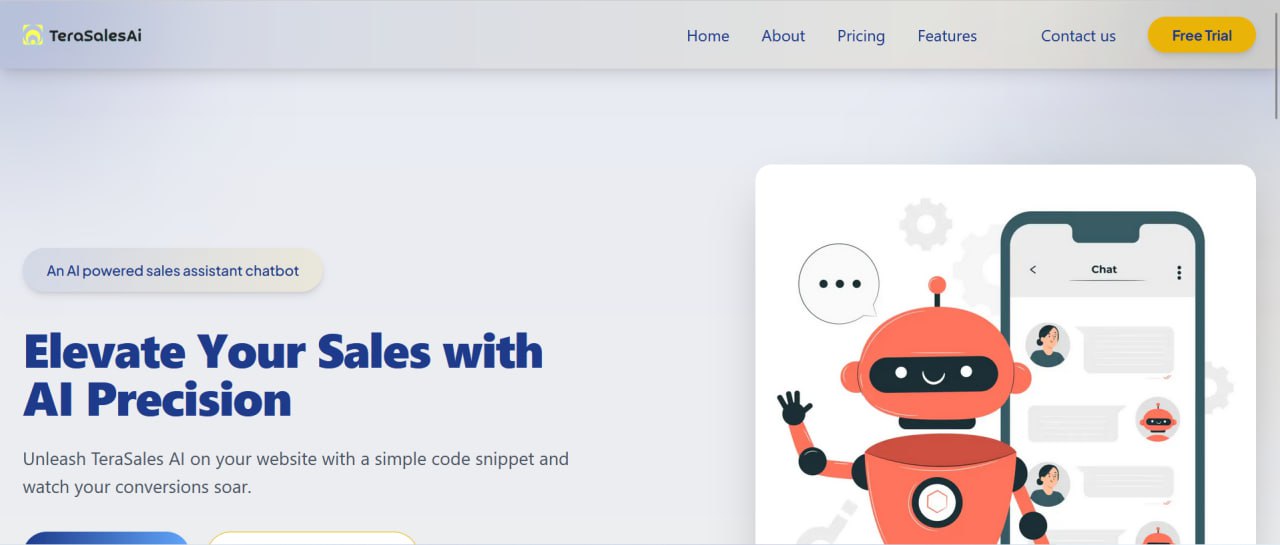 TeraSalesAi
Home
About
Pricing
Features
Contact us
Free Trial
An AI powered sales assistant chatbot
Elevate Your Sales with
AI Precision
Unleash TeraSales AI on your website with a simple code snippet and
watch your conversions soar.
Chat